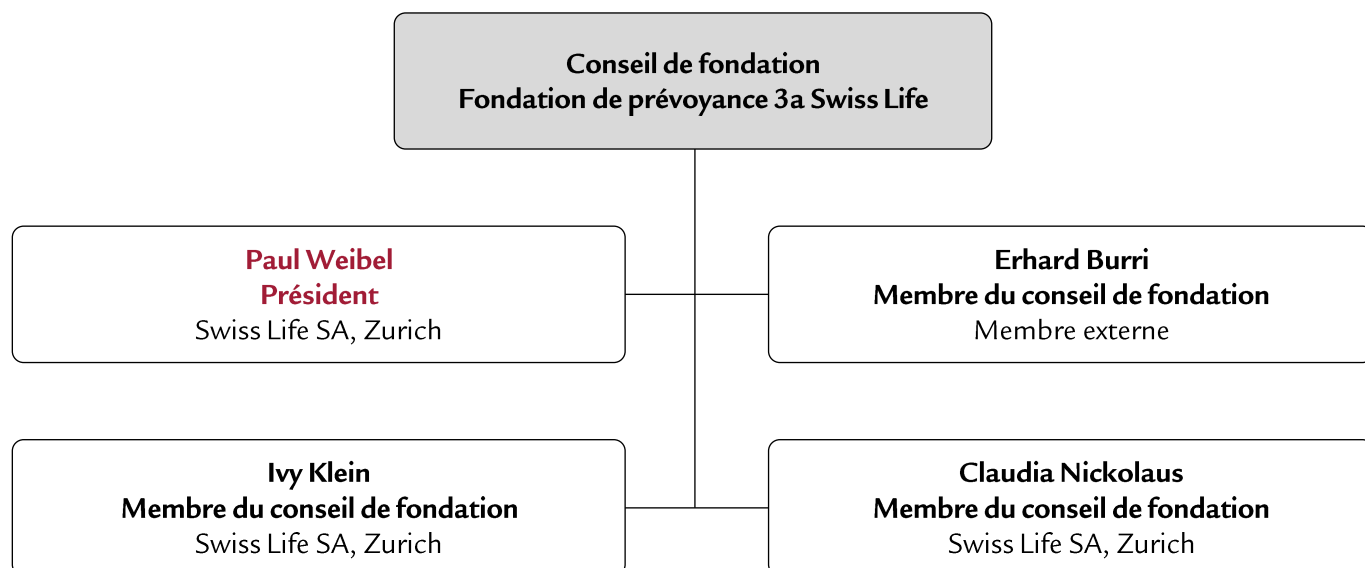 Conseil de fondation
Fondation de prévoyance 3a Swiss Life
Paul Weibel
Président
Swiss Life SA, Zurich
Erhard Burri
Membre du conseil de fondation
Membre externe
Ivy Klein
Membre du conseil de fondation
Swiss Life SA, Zurich
Claudia Nickolaus
Membre du conseil de fondation
Swiss Life SA, Zurich